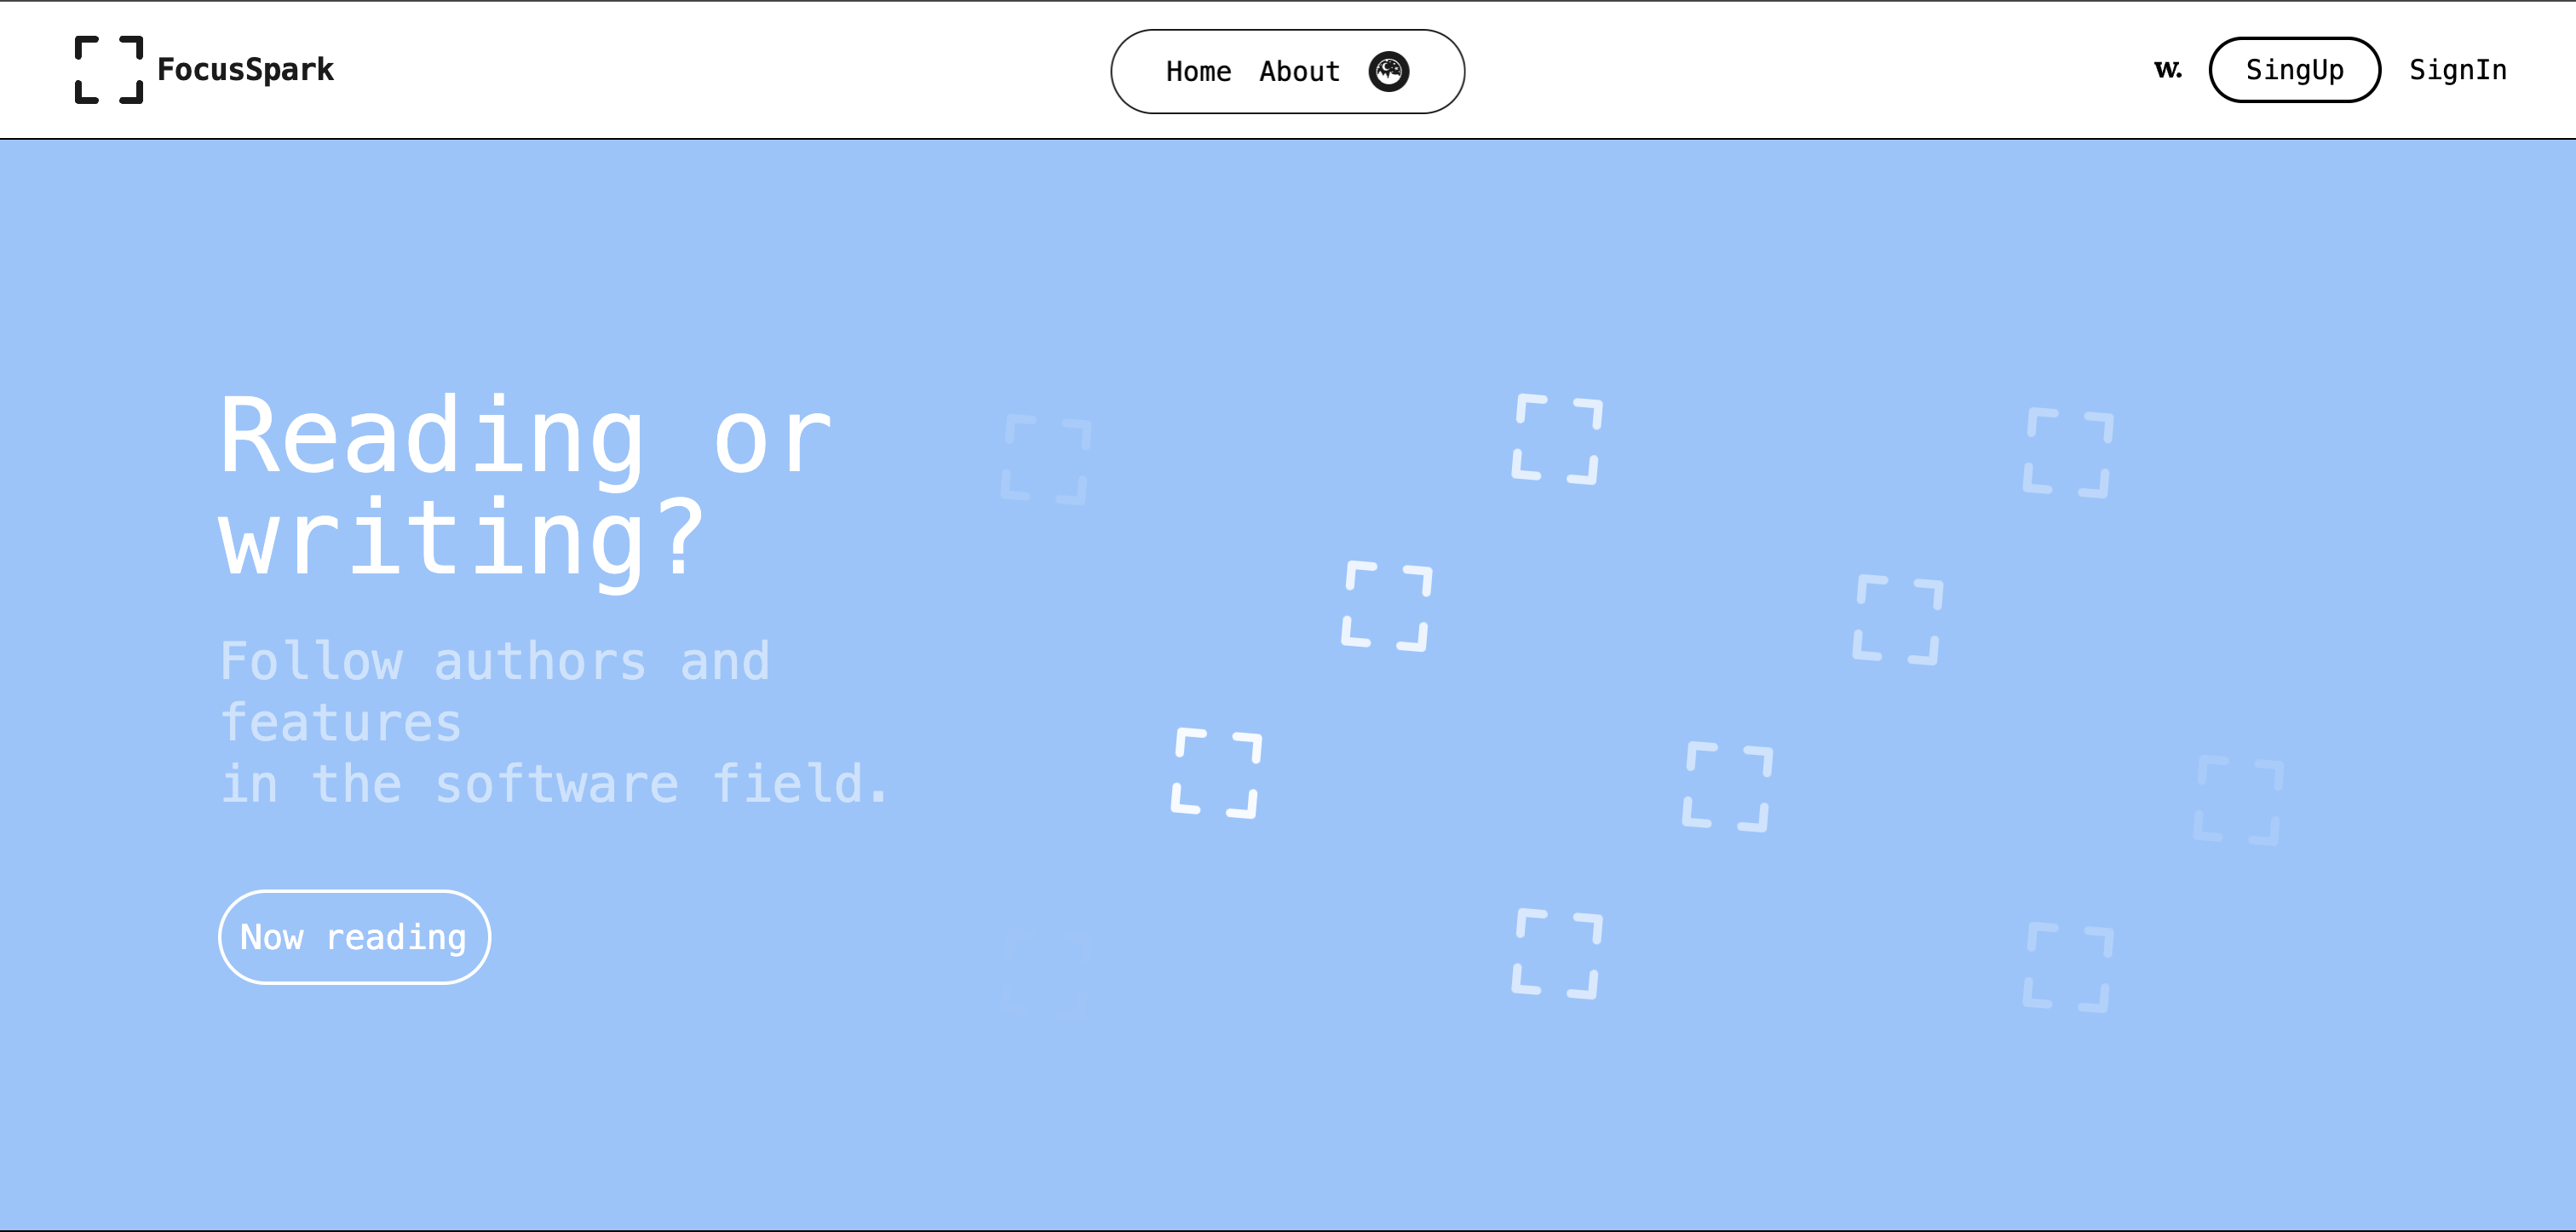 FocusSpark
Home About
w. SingUp SignIn
Reading or
writing?
Follow authors and
features
in the software field.
Now reading